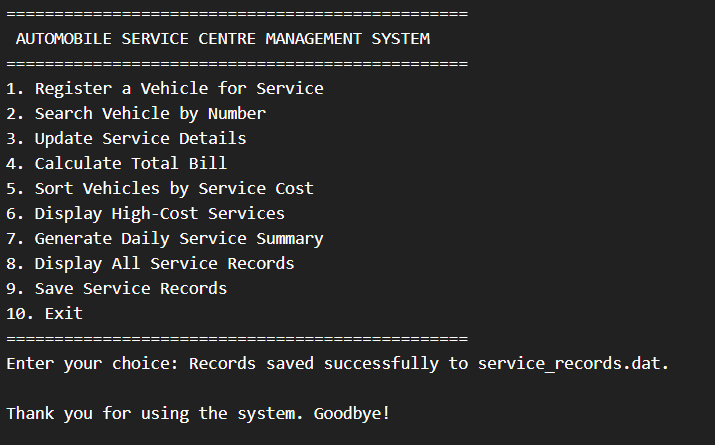 ================================================
AUTOMOBILE SERVICE CENTRE MANAGEMENT SYSTEM
================================================
1. Register a Vehicle for Service
2. Search Vehicle by Number
3. Update Service Details
4. Calculate Total Bill
5. Sort Vehicles by Service Cost
6. Display High-Cost Services
7. Generate Daily Service Summary
8. Display All Service Records
9. Save Service Records
10. Exit
================================================
Enter your choice: Records saved successfully to service_records.dat.
Thank you for using the system. Goodbye!